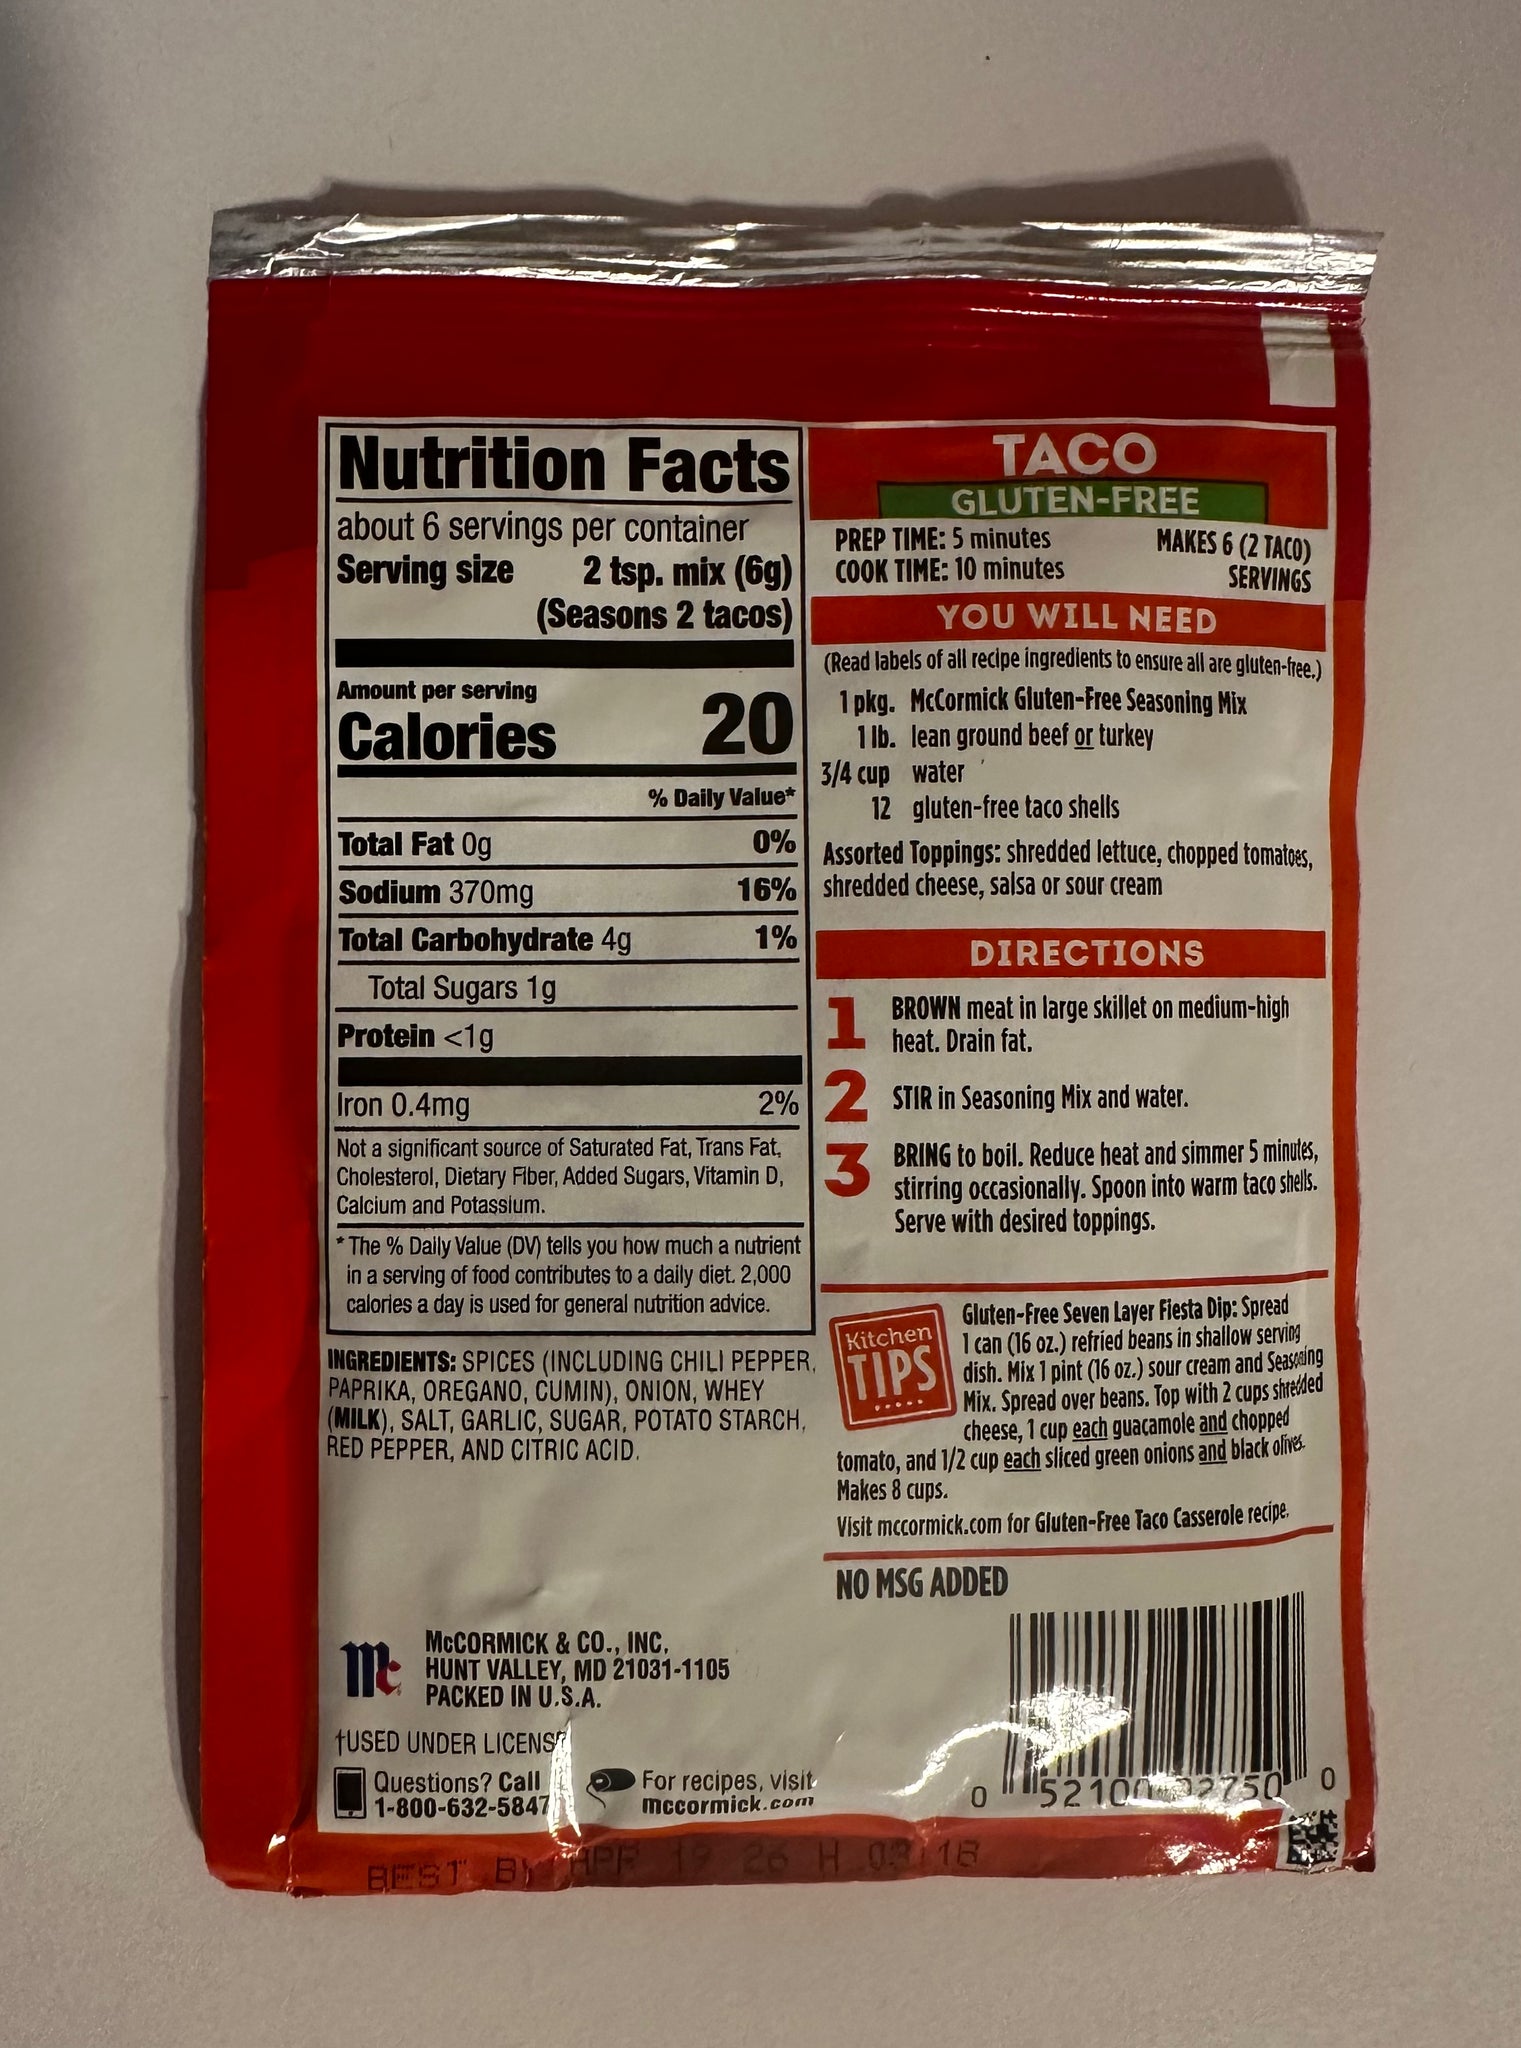 Nutrition Facts
about 6 servings per container
Serving size 2 tsp. mix (6g)
(Seasons 2 tacos)
Amount per serving
Calories 20
% Daily Value*
Total Fat 0g 0%
Sodium 370mg 16%
Total Carbohydrate 4g 1%
Total Sugars 1g
Protein <1g
Iron 0.4mg 2%
Not a significant source of Saturated Fat, Trans Fat,
Cholesterol, Dietary Fiber, Added Sugars, Vitamin D,
Calcium and Potassium.
* The % Daily Value (DV) tells you how much a nutrient
in a serving of food contributes to a daily diet. 2,000
calories a day is used for general nutrition advice.
INGREDIENTS: SPICES (INCLUDING CHILI PEPPER,
PAPRIKA, OREGANO, CUMIN), ONION, WHEY
(MILK), SALT, GARLIC, SUGAR, POTATO STARCH,
RED PEPPER, AND CITRIC ACID.
Mc
McCORMICK & CO., INC.
HUNT VALLEY, MD 21031-1105
PACKED IN U.S.A.
†USED UNDER LICENSE
Questions? Call
1-800-632-5847
For recipes, visit
mccormick.com
TACO
GLUTEN-FREE
PREP TIME: 5 minutes
COOK TIME: 10 minutes
MAKES 6 (2 TACO)
SERVINGS
YOU WILL NEED
(Read labels of all recipe ingredients to ensure all are gluten-free.)
1 pkg. McCormick Gluten-Free Seasoning Mix
1 lb. lean ground beef or turkey
3/4 cup water
12 gluten-free taco shells
Assorted Toppings: shredded lettuce, chopped tomatoes,
shredded cheese, salsa or sour cream
DIRECTIONS
1 BROWN meat in large skillet on medium-high
heat. Drain fat.
2 STIR in Seasoning Mix and water.
3 BRING to boil. Reduce heat and simmer 5 minutes,
stirring occasionally. Spoon into warm taco shells.
Serve with desired toppings.
Kitchen
TIPS
Gluten-Free Seven Layer Fiesta Dip: Spread
1 can (16 oz.) refried beans in shallow serving
dish. Mix 1 pint (16 oz.) sour cream and Seasoning
Mix. Spread over beans. Top with 2 cups shredded
cheese, 1 cup each guacamole and chopped
tomato, and 1/2 cup each sliced green onions and black olives.
Makes 8 cups.
Visit mccormick.com for Gluten-Free Taco Casserole recipe.
NO MSG ADDED
0 52100 02750 0
BEST BY APR 19 26 H